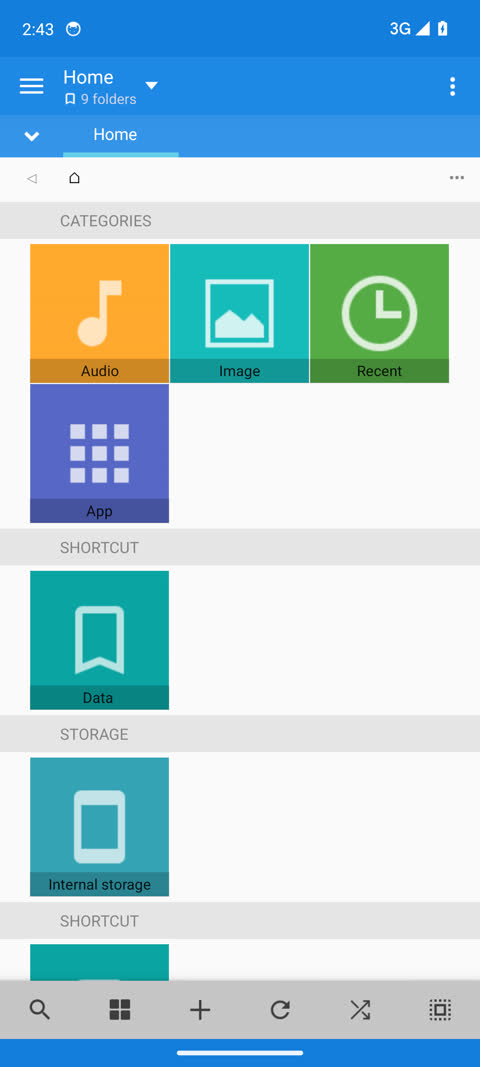 2:43
3G
Home
9 folders
Home
CATEGORIES
Audio
Image
Recent
App
SHORTCUT
Data
STORAGE
Internal storage
SHORTCUT